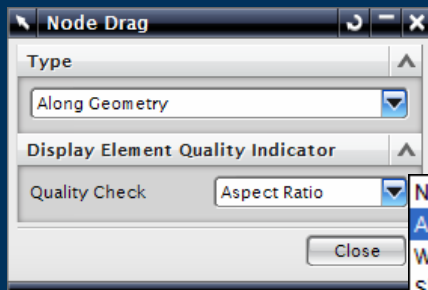 Node Drag
Type
Along Geometry
Display Element Quality Indicator
Quality Check
Aspect Ratio
Close